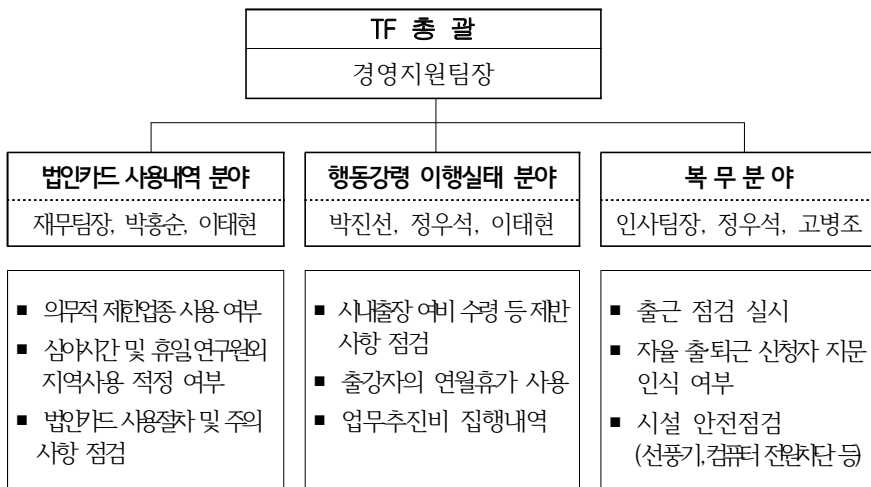 TF 총 괄
경영지원팀장
법인카드 사용내역 분야
재무팀장, 박홍순, 이태현
행동강령 이행실태 분야
박진선, 정우석, 이태현
복 무 분 야
인사팀장, 정우석, 고병조
▪ 의무적 제한업종 사용 여부
▪ 심야시간 및 휴일, 연구원외
지역사용 적정 여부
▪ 법인카드 사용절차 및 주의
사항 점검
▪ 시내출장 여비 수령 등 제반
사항 점검
▪ 출강자의 연월휴가 사용
▪ 업무추진비 집행내역
▪ 출근 점검 실시
▪ 자율 출·퇴근 신청자 지문
인식 여부
▪ 시설 안전점검
(선풍기,컴퓨터 전원차단 등)